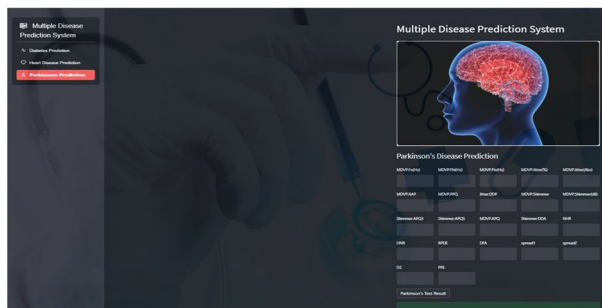 Multiple Disease
Prediction System
Diabetes Prediction
Heart Disease Prediction
Parkinsons Prediction
Multiple Disease Prediction System
Parkinson's Disease Prediction
MDVP:Fo(Hz) MDVP:Fhi(Hz) MDVP:Flo(Hz) MDVP:Jitter(%) MDVP:Jitter(Abs)
MDVP:RAP MDVP:PPQ Jitter:DDP MDVP:Shimmer MDVP:Shimmer(dB)
Shimmer:APQ3 Shimmer:APQ5 MDVP:APQ Shimmer:DDA NHR
HNR RPDE DFA spread1 spread2
D2 PPE
Parkinson's Test Result